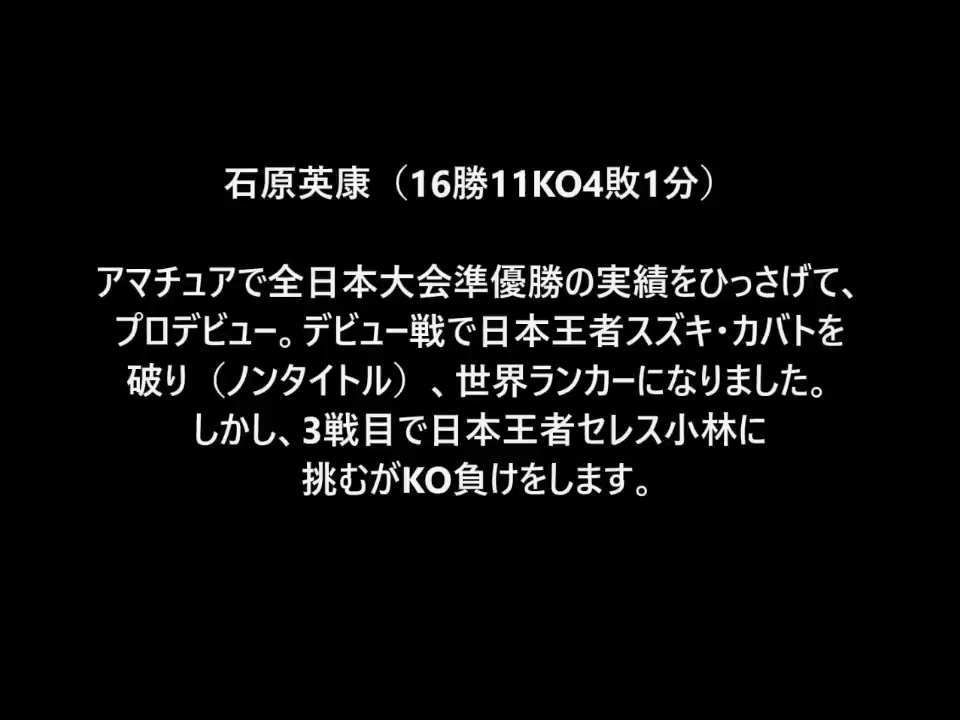 石原英康（16勝11KO4敗1分）
アマチュアで全日本大会準優勝の実績をひっさげて、
プロデビュー。デビュー戦で日本王者スズキ・カバトを
破り（ノンタイトル）、世界ランカーになりました。
しかし、3戦目で日本王者セレス小林に
挑むがKO負けをします。